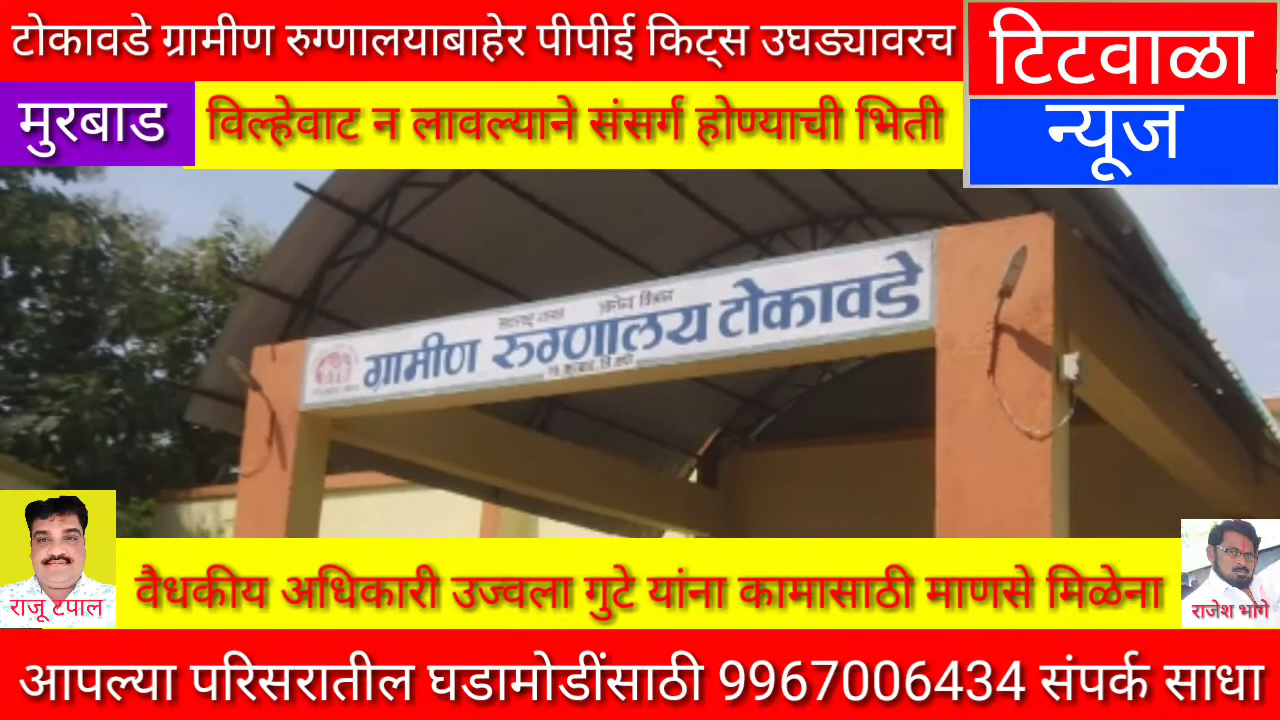 टोकावडे ग्रामीण रुग्णालयाबाहेर पीपीई किट्स उघड्यावरच
टिटवाळा
न्यूज
मुरबाड
विल्हेवाट न लावल्याने संसर्ग होण्याची भिती
ग्रामीण रुग्णालय टोकावडे
राजू टपाल
वैधकीय अधिकारी उज्वला गुटे यांना कामासाठी माणसे मिळेना
राजेश भांगे
आपल्या परिसरातील घडामोडींसाठी 9967006434 संपर्क साधा